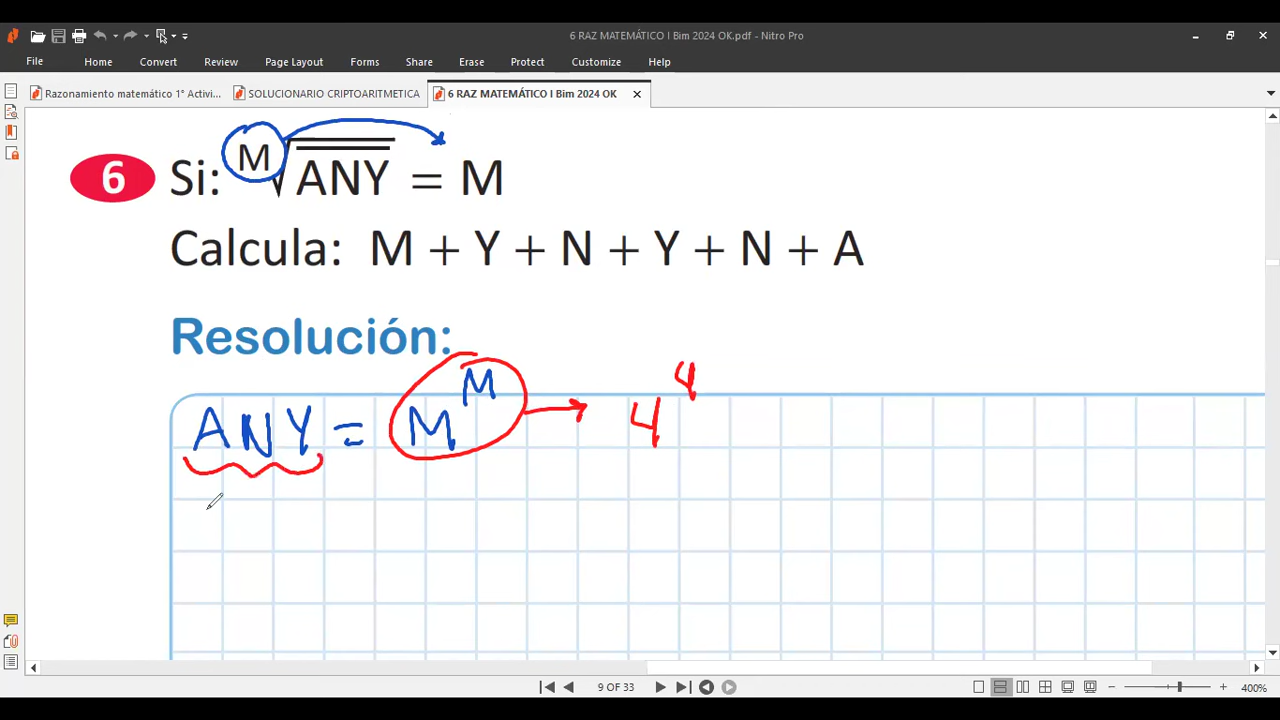 6 RAZ MATEMÁTICO I Bim 2024 OK.pdf - Nitro Pro
File Home Convert Review Page Layout Forms Share Erase Protect Customize Help
Razonamiento matemático 1° Activi... SOLUCIONARIO CRIPTOARITMETICA 6 RAZ MATEMÁTICO I Bim 2024 OK
6 Si: M√ANY = M
Calcula: M + Y + N + Y + N + A
Resolución:
ANY = M^M → 4^4
9 OF 33 400%